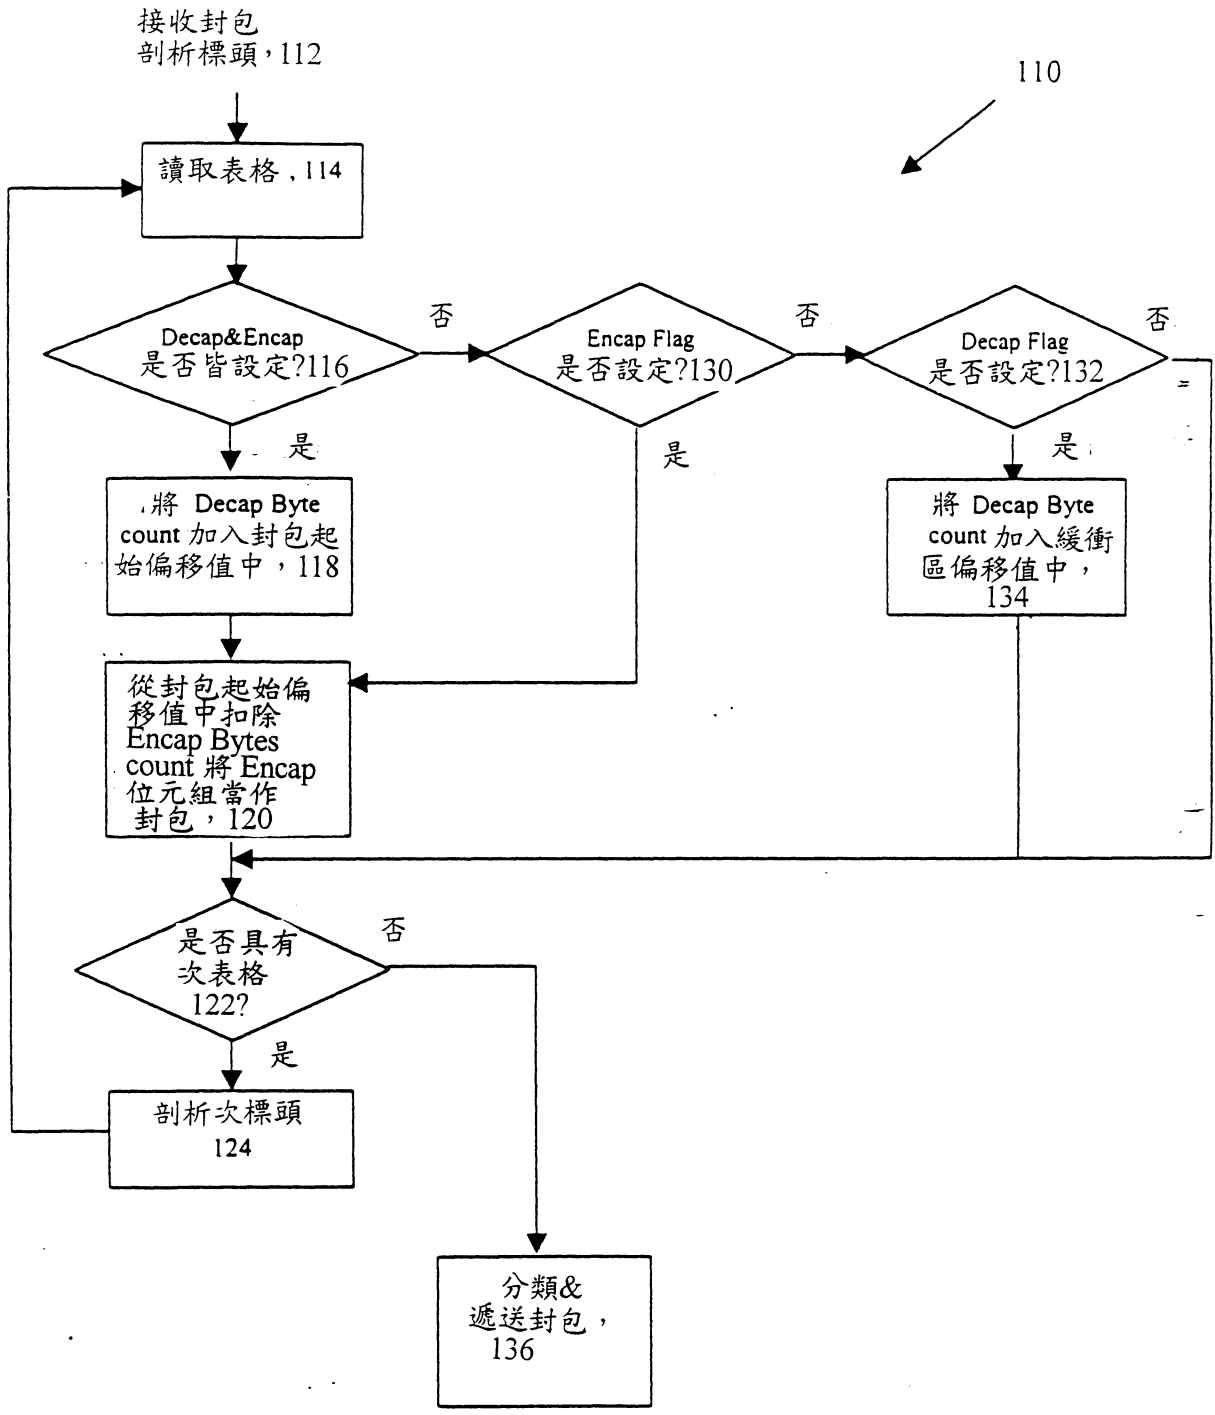 接收封包
剖析標頭，112
110
讀取表格，114
Decap&Encap
是否皆設定?116
否
Encap Flag
是否設定?130
否
Decap Flag
是否設定?132
否
是
是
是
將 Decap Byte
count 加入封包起
始偏移值中，118
將 Decap Byte
count 加入緩衝
區偏移值中，
134
從封包起始偏
移值中扣除
Encap Bytes
count 將 Encap
位元組當作
封包，120
是否具有
次表格
122?
否
是
剖析次標頭
124
分類&
遞送封包，
136